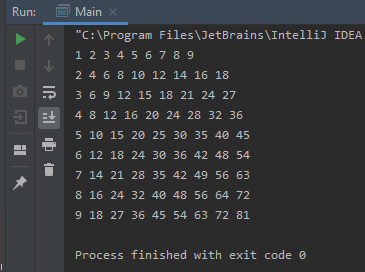 Run: Main ×
"C:\Program Files\JetBrains\IntelliJ IDEA
1 2 3 4 5 6 7 8 9
2 4 6 8 10 12 14 16 18
3 6 9 12 15 18 21 24 27
4 8 12 16 20 24 28 32 36
5 10 15 20 25 30 35 40 45
6 12 18 24 30 36 42 48 54
7 14 21 28 35 42 49 56 63
8 16 24 32 40 48 56 64 72
9 18 27 36 45 54 63 72 81
Process finished with exit code 0